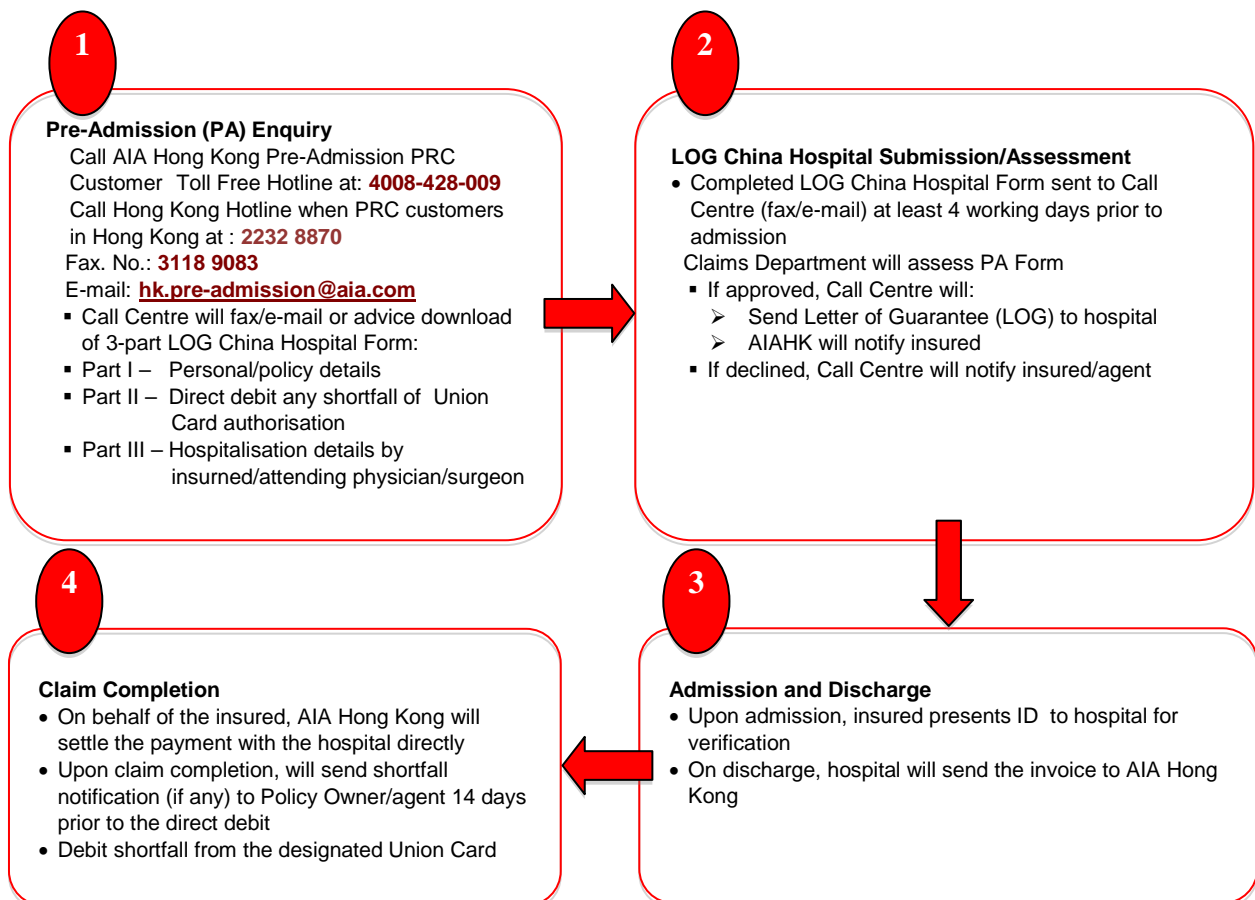 1
Pre-Admission (PA) Enquiry
Call AIA Hong Kong Pre-Admission PRC
Customer Toll Free Hotline at: 4008-428-009
Call Hong Kong Hotline when PRC customers
in Hong Kong at : 2232 8870
Fax. No.: 3118 9083
E-mail: hk.pre-admission@aia.com
▪ Call Centre will fax/e-mail or advice download
of 3-part LOG China Hospital Form:
▪ Part I – Personal/policy details
▪ Part II – Direct debit any shortfall of Union
Card authorisation
▪ Part III – Hospitalisation details by
insurned/attending physician/surgeon
2
LOG China Hospital Submission/Assessment
• Completed LOG China Hospital Form sent to Call
Centre (fax/e-mail) at least 4 working days prior to
admission
Claims Department will assess PA Form
▪ If approved, Call Centre will:
➢ Send Letter of Guarantee (LOG) to hospital
➢ AIAHK will notify insured
▪ If declined, Call Centre will notify insured/agent
3
Admission and Discharge
• Upon admission, insured presents ID to hospital for
verification
• On discharge, hospital will send the invoice to AIA Hong
Kong
4
Claim Completion
• On behalf of the insured, AIA Hong Kong will
settle the payment with the hospital directly
• Upon claim completion, will send shortfall
notification (if any) to Policy Owner/agent 14 days
prior to the direct debit
• Debit shortfall from the designated Union Card